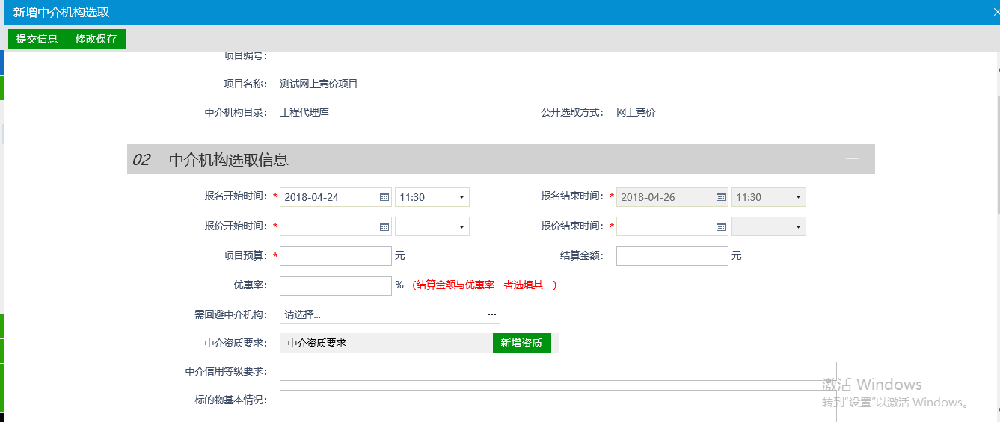 新增中介机构选取
提交信息 修改保存
项目编号：
项目名称： 测试网上竞价项目
中介机构目录： 工程代理库 公开选取方式： 网上竞价
02 中介机构选取信息
报名开始时间： * 2018-04-24 11:30 报名结束时间： * 2018-04-26 11:30
报价开始时间： * 报价结束时间： *
项目预算： * 元 结算金额： 元
优惠率： % （结算金额与优惠率二者选填其一）
需回避中介机构： 请选择... ...
中介资质要求： 中介资质要求 新增资质
中介信用等级要求：
标的物基本情况：
激活 Windows
转到“设置”以激活 Windows。